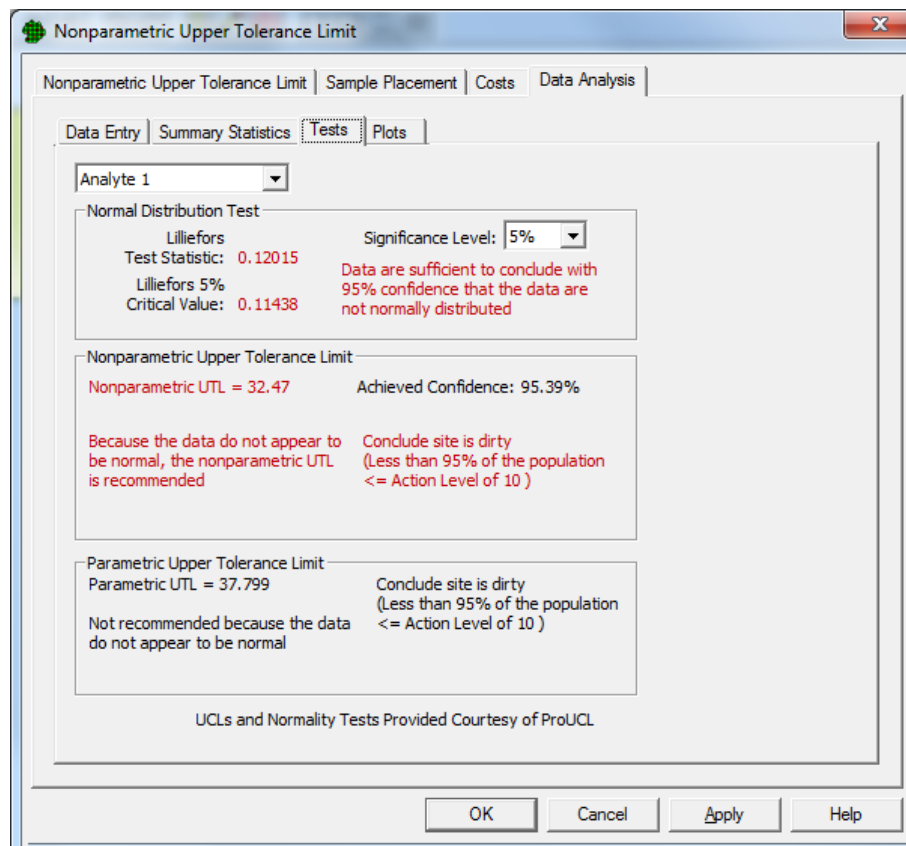 Nonparametric Upper Tolerance Limit
Nonparametric Upper Tolerance Limit Sample Placement Costs Data Analysis
Data Entry Summary Statistics Tests Plots
Analyte 1
Normal Distribution Test
Lilliefors
Test Statistic: 0.12015
Lilliefors 5%
Critical Value: 0.11438
Significance Level: 5%
Data are sufficient to conclude with
95% confidence that the data are
not normally distributed
Nonparametric Upper Tolerance Limit
Nonparametric UTL = 32.47
Achieved Confidence: 95.39%
Because the data do not appear to
be normal, the nonparametric UTL
is recommended
Conclude site is dirty
(Less than 95% of the population
<= Action Level of 10 )
Parametric Upper Tolerance Limit
Parametric UTL = 37.799
Not recommended because the data
do not appear to be normal
Conclude site is dirty
(Less than 95% of the population
<= Action Level of 10 )
UCLs and Normality Tests Provided Courtesy of ProUCL
OK Cancel Apply Help